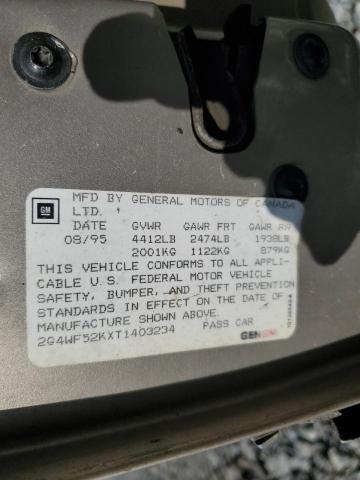 GM
MFD BY GENERAL MOTORS OF CANADA
LTD.
DATE GVWR GAWR FRT GAWR RR
08/95 4412LB 2474LB 1938LB
2001KG 1122KG 879KG
THIS VEHICLE CONFORMS TO ALL APPLI-
CABLE U.S. FEDERAL MOTOR VEHICLE
SAFETY, BUMPER, AND THEFT PREVENTION
STANDARDS IN EFFECT ON THE DATE OF
MANUFACTURE SHOWN ABOVE.
2G4WF52KXT1403234 PASS CAR